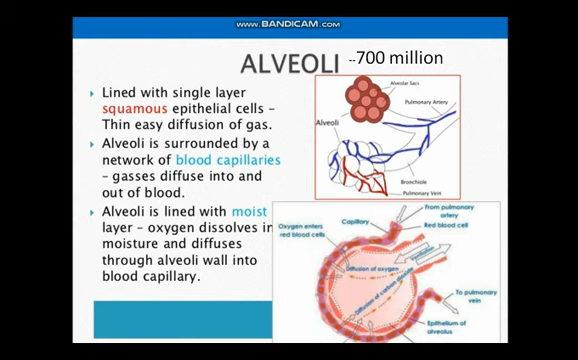 www.BANDICAM.com
ALVEOLI --700 million
Lined with single layer
squamous epithelial cells –
Thin easy diffusion of gas.
Alveoli is surrounded by a
network of blood capillaries
– gasses diffuse into and
out of blood.
Alveoli is lined with moist
layer – oxygen dissolves in
moisture and diffuses
through alveoli wall into
blood capillary.
Alveolar Sacs
Pulmonary Artery
Alveoli
Bronchiole
Pulmonary Vein
From pulmonary
artery
Red blood cell
Capillary
Oxygen enters
red blood cells
Ventilation
Diffusion of oxygen
Diffusion of carbon dioxide
To pulmonary
vein
Epithelium of
alveolus